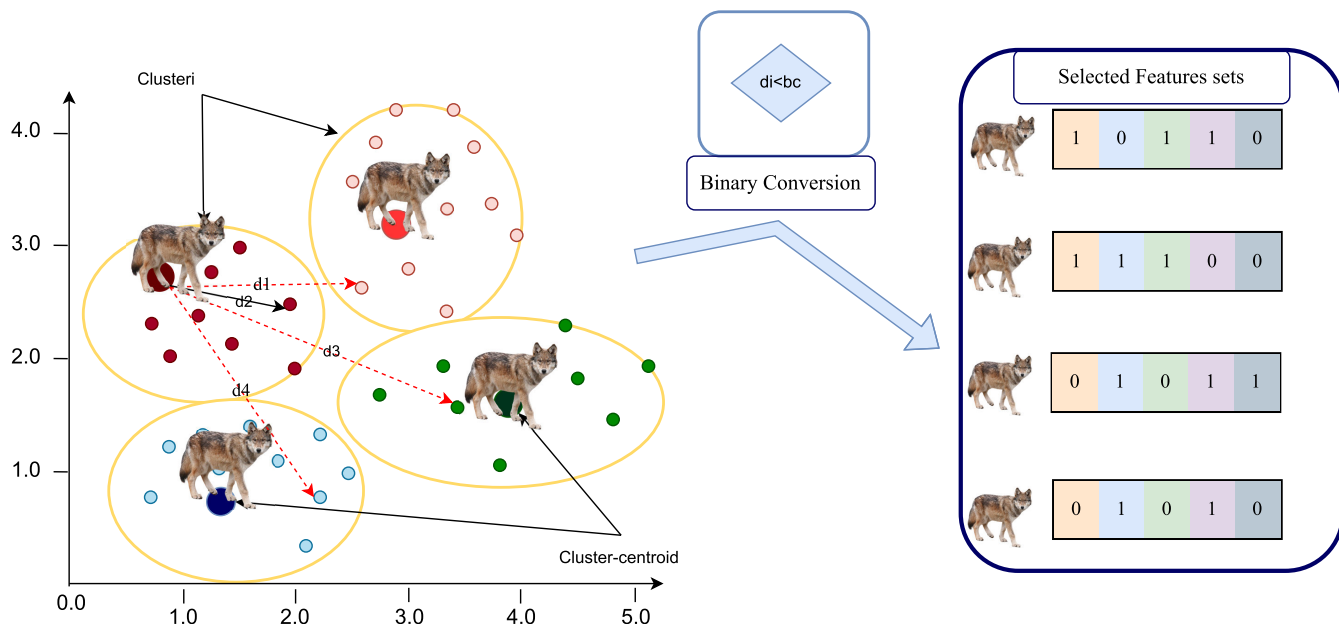 Clusteri
4.0
3.0
2.0
1.0
0.0
1.0
2.0
3.0
4.0
5.0
d1
d2
d3
d4
Cluster-centroid
di<bc
Binary Conversion
Selected Features sets
1 0 1 1 0
1 1 1 0 0
0 1 0 1 1
0 1 0 1 0